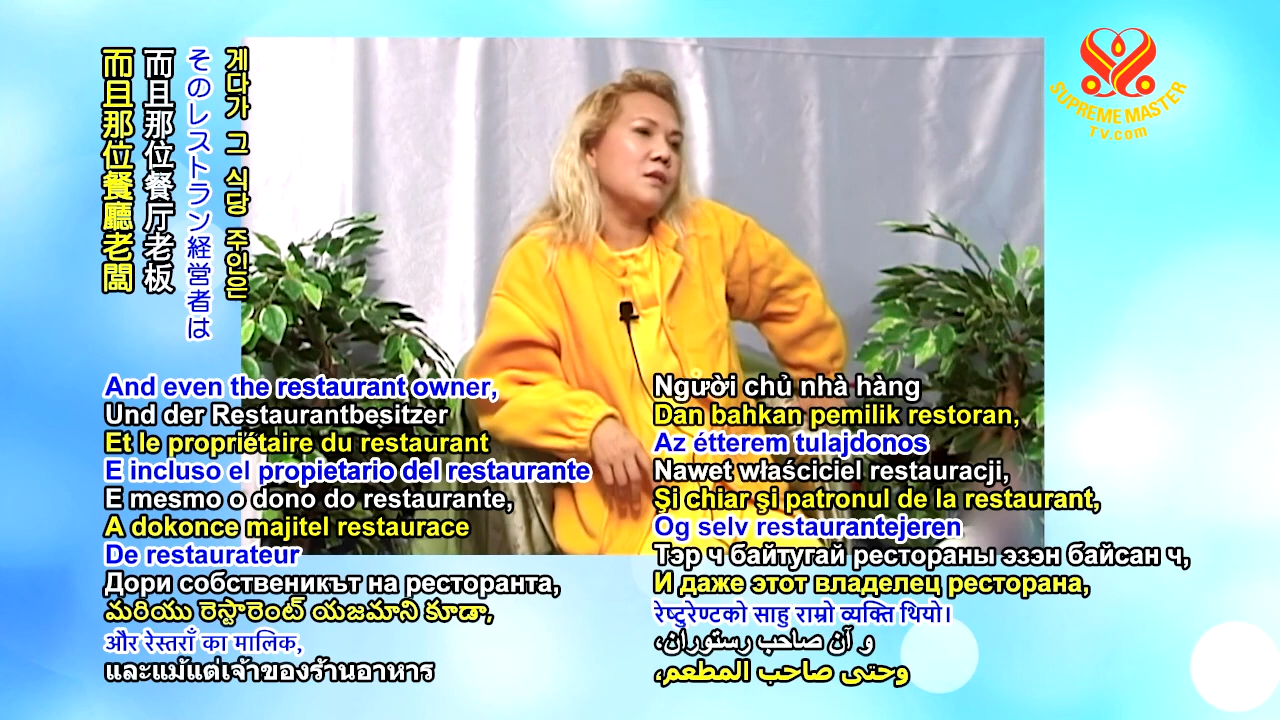 게다가 그 식당 주인은
そのレストラン経営者は
而且那位餐厅老板
而且那位餐廳老闆
SUPREME MASTER
TV.com
And even the restaurant owner,
Und der Restaurantbesitzer
Et le propriétaire du restaurant
E incluso el propietario del restaurante
E mesmo o dono do restaurante,
A dokonce majitel restaurace
De restaurateur
Дори собственикът на ресторанта,
మరియు రెస్టారెంట్ యజమాని కూడా,
और रेस्तराँ का मालिक,
และแม้แต่เจ้าของร้านอาหาร
Người chủ nhà hàng
Dan bahkan pemilik restoran,
Az étterem tulajdonos
Nawet właściciel restauracji,
Şi chiar şi patronul de la restaurant,
Og selv restaurantejeren
Тэр ч байтугай рестораны эзэн байсан ч,
И даже этот владелец ресторана,
रेष्टुरेण्टको साहु राम्रो व्यक्ति थियो।
و آن صاحب رستوران،
وحتى صاحب المطعم،